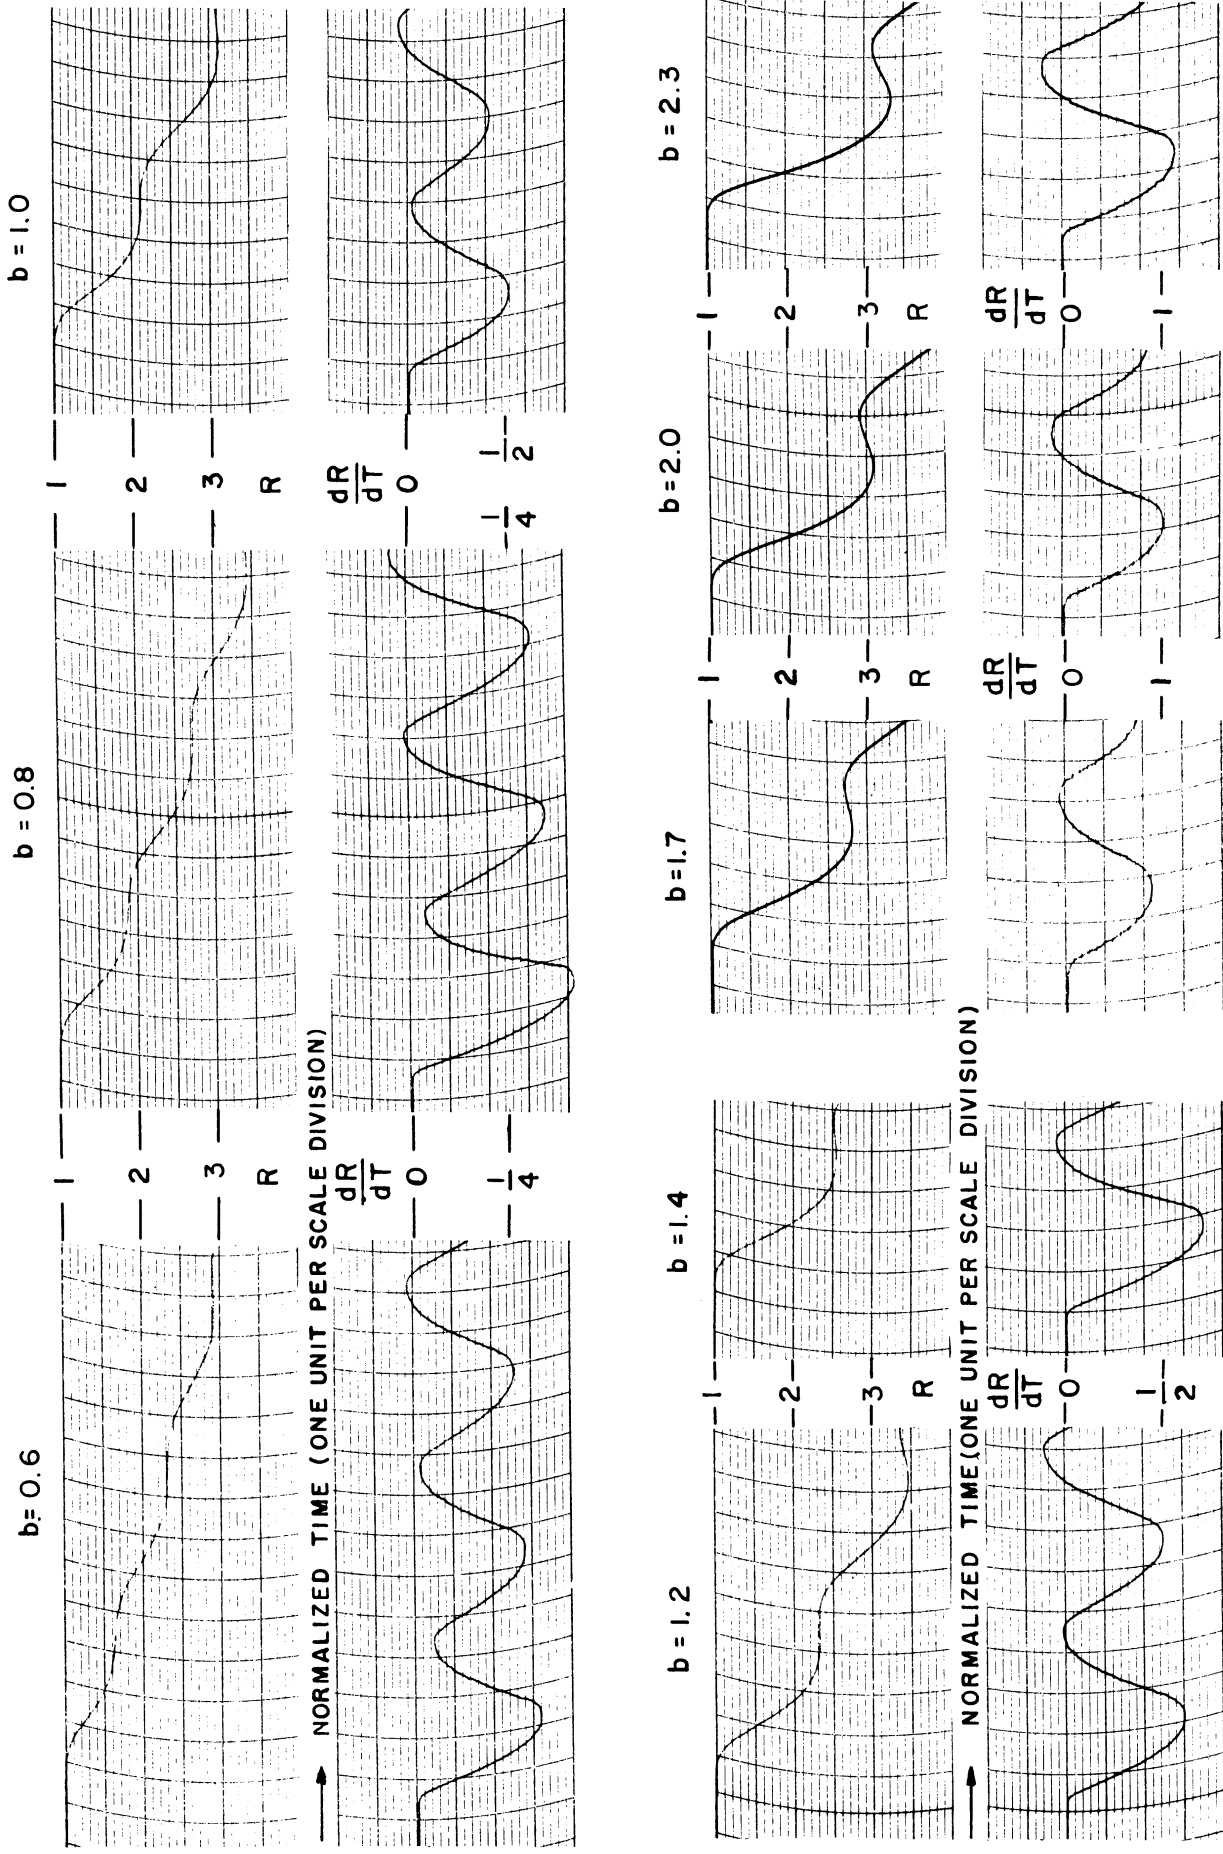 b = 0.6
b = 0.8
b = 1.0
1
2
3
R
1
2
3
R
NORMALIZED TIME (ONE UNIT PER SCALE DIVISION)
dR
dT
0
1
4
dR
dT
0
1
4
1
2
b = 1.2
b = 1.4
b = 1.7
b = 2.0
b = 2.3
1
2
3
R
1
2
3
R
1
2
3
R
NORMALIZED TIME (ONE UNIT PER SCALE DIVISION)
dR
dT
0
1
2
dR
dT
0
1
dR
dT
0
1